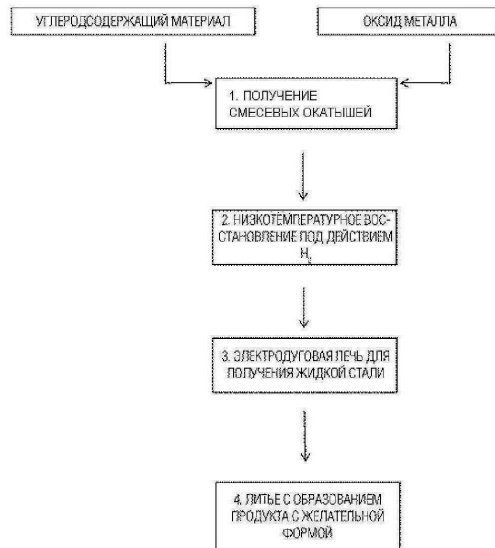 УГЛЕРОДСОДЕРЖАЩИЙ МАТЕРИАЛ
ОКСИД МЕТАЛЛА
1. ПОЛУЧЕНИЕ
СМЕСЕВЫХ ОКАТЫШЕЙ
2. НИЗКОТЕМПЕРАТУРНОЕ ВОС-
СТАНОВЛЕНИЕ ПОД ДЕЙСТВИЕМ
H₂
3. ЭЛЕКТРОДУГОВАЯ ПЕЧЬ ДЛЯ
ПОЛУЧЕНИЯ ЖИДКОЙ СТАЛИ
4. ЛИТЬЕ С ОБРАЗОВАНИЕМ
ПРОДУКТА С ЖЕЛАТЕЛЬНОЙ
ФОРМОЙ